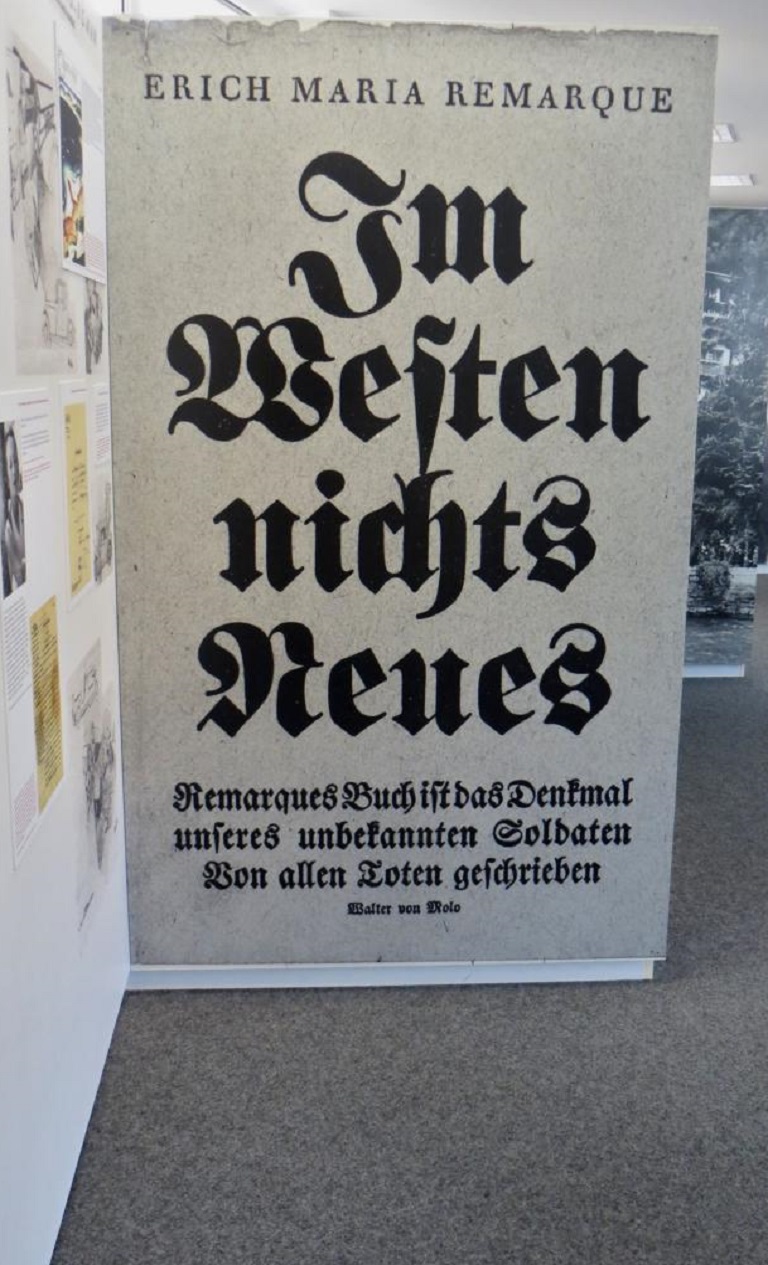 ERICH MARIA REMARQUE
Im
Weſten
nichts
Neues
Remarques Buch iſt das Denkmal
unſeres unbekannten Soldaten
Von allen Toten geſchrieben
Walter von Molo